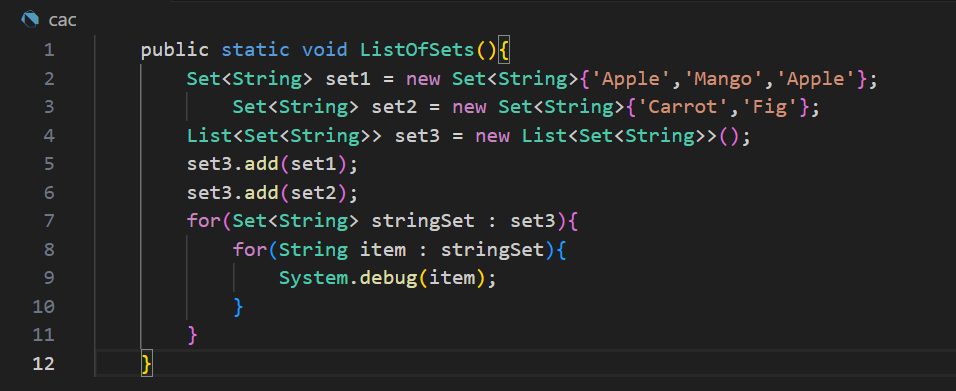 cac
1 public static void ListOfSets(){
2 Set<String> set1 = new Set<String>{'Apple','Mango','Apple'};
3 Set<String> set2 = new Set<String>{'Carrot','Fig'};
4 List<Set<String>> set3 = new List<Set<String>>();
5 set3.add(set1);
6 set3.add(set2);
7 for(Set<String> stringSet : set3){
8 for(String item : stringSet){
9 System.debug(item);
10 }
11 }
12 }